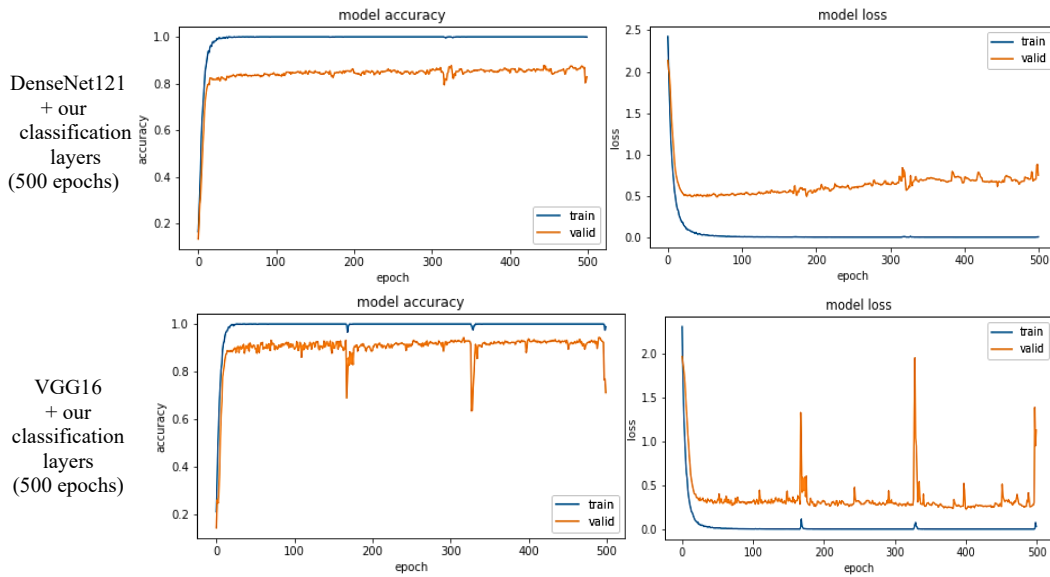 DenseNet121
+ our
classification
layers
(500 epochs)
model accuracy
accuracy
1.0
0.8
0.6
0.4
0.2
0 100 200 300 400 500
epoch
train
valid
model loss
loss
2.5
2.0
1.5
1.0
0.5
0.0
0 100 200 300 400 500
epoch
train
valid
VGG16
+ our
classification
layers
(500 epochs)
model accuracy
accuracy
1.0
0.8
0.6
0.4
0.2
0 100 200 300 400 500
epoch
train
valid
model loss
loss
2.0
1.5
1.0
0.5
0.0
0 100 200 300 400 500
epoch
train
valid